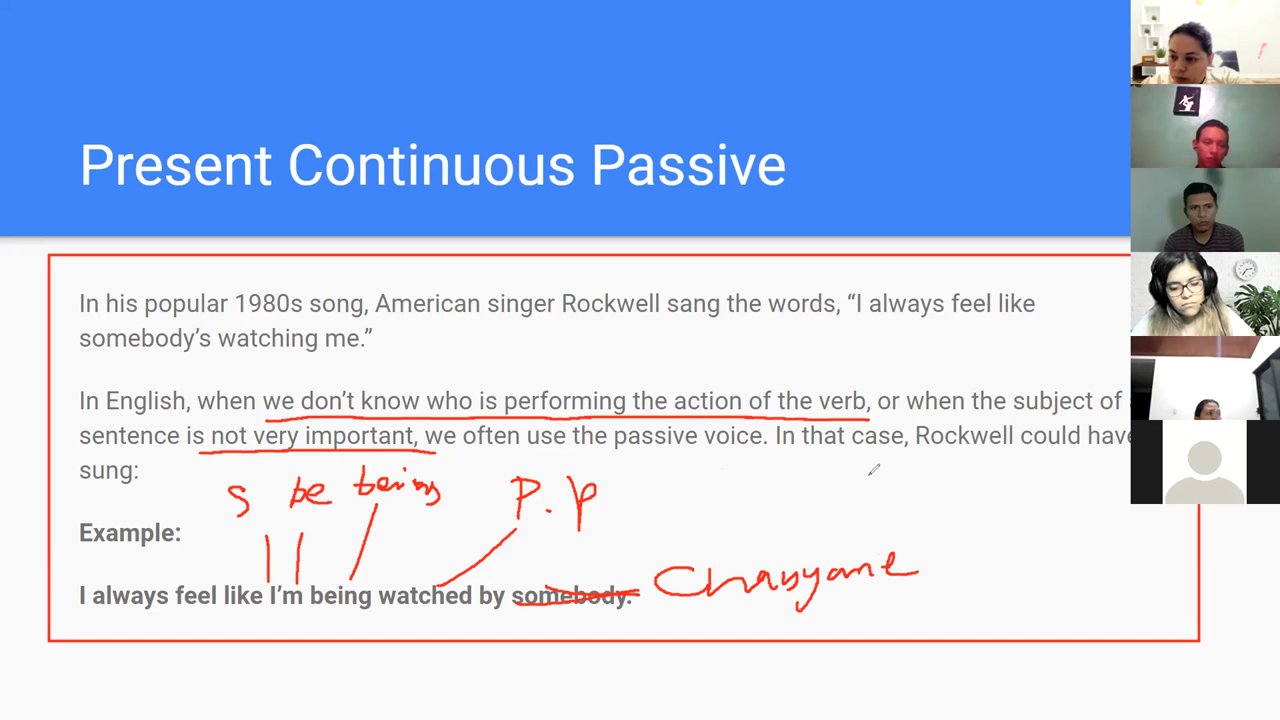 Present Continuous Passive
In his popular 1980s song, American singer Rockwell sang the words, “I always feel like
somebody’s watching me.”
In English, when we don’t know who is performing the action of the verb, or when the subject of
sentence is not very important, we often use the passive voice. In that case, Rockwell could have
sung:
s be being P.P
Example:
I always feel like I’m being watched by somebody. Chayyane